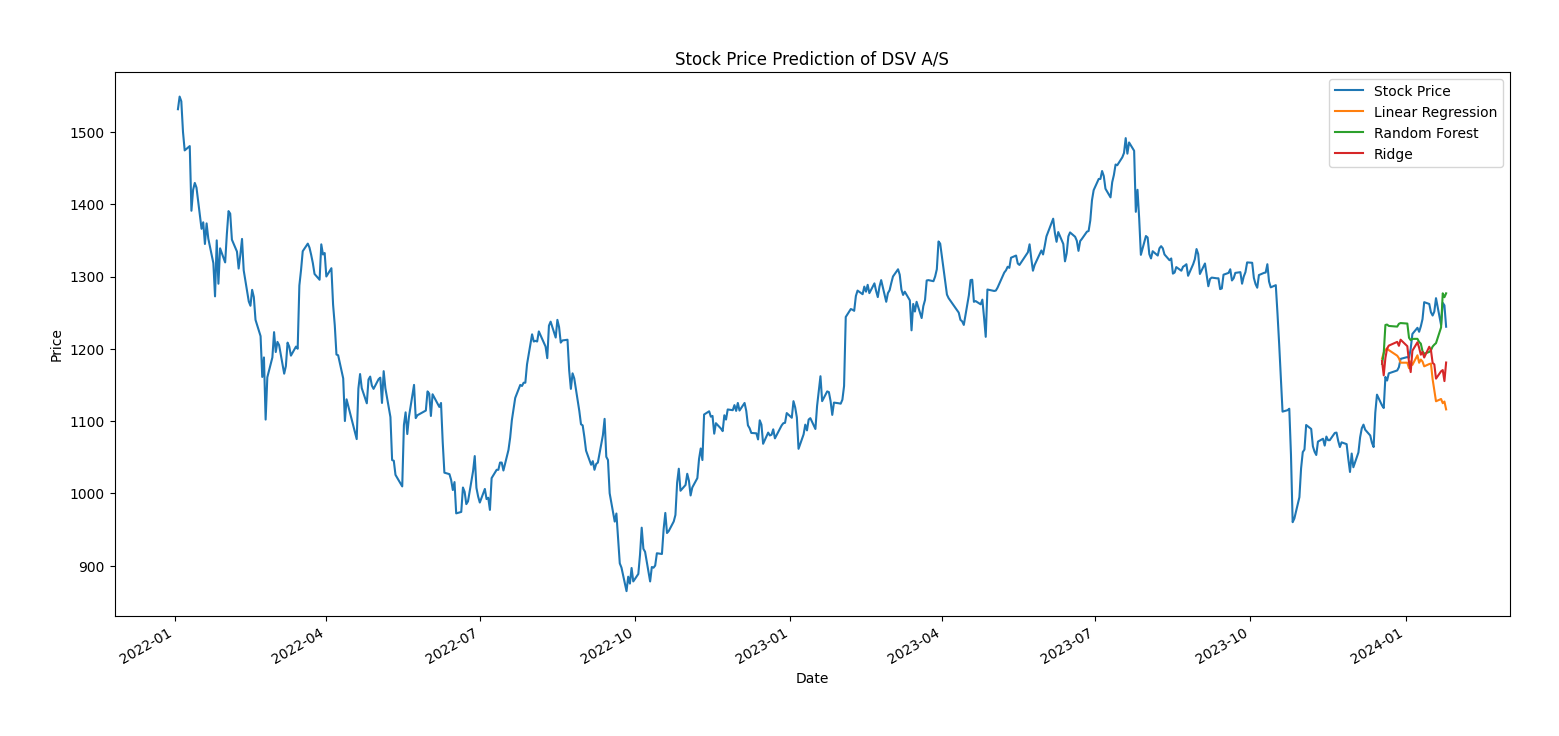 Stock Price Prediction of DSV A/S
Stock Price
Linear Regression
Random Forest
Ridge
Price
1500
1400
1300
1200
1100
1000
900
2022-01
2022-04
2022-07
2022-10
2023-01
2023-04
2023-07
2023-10
2024-01
Date